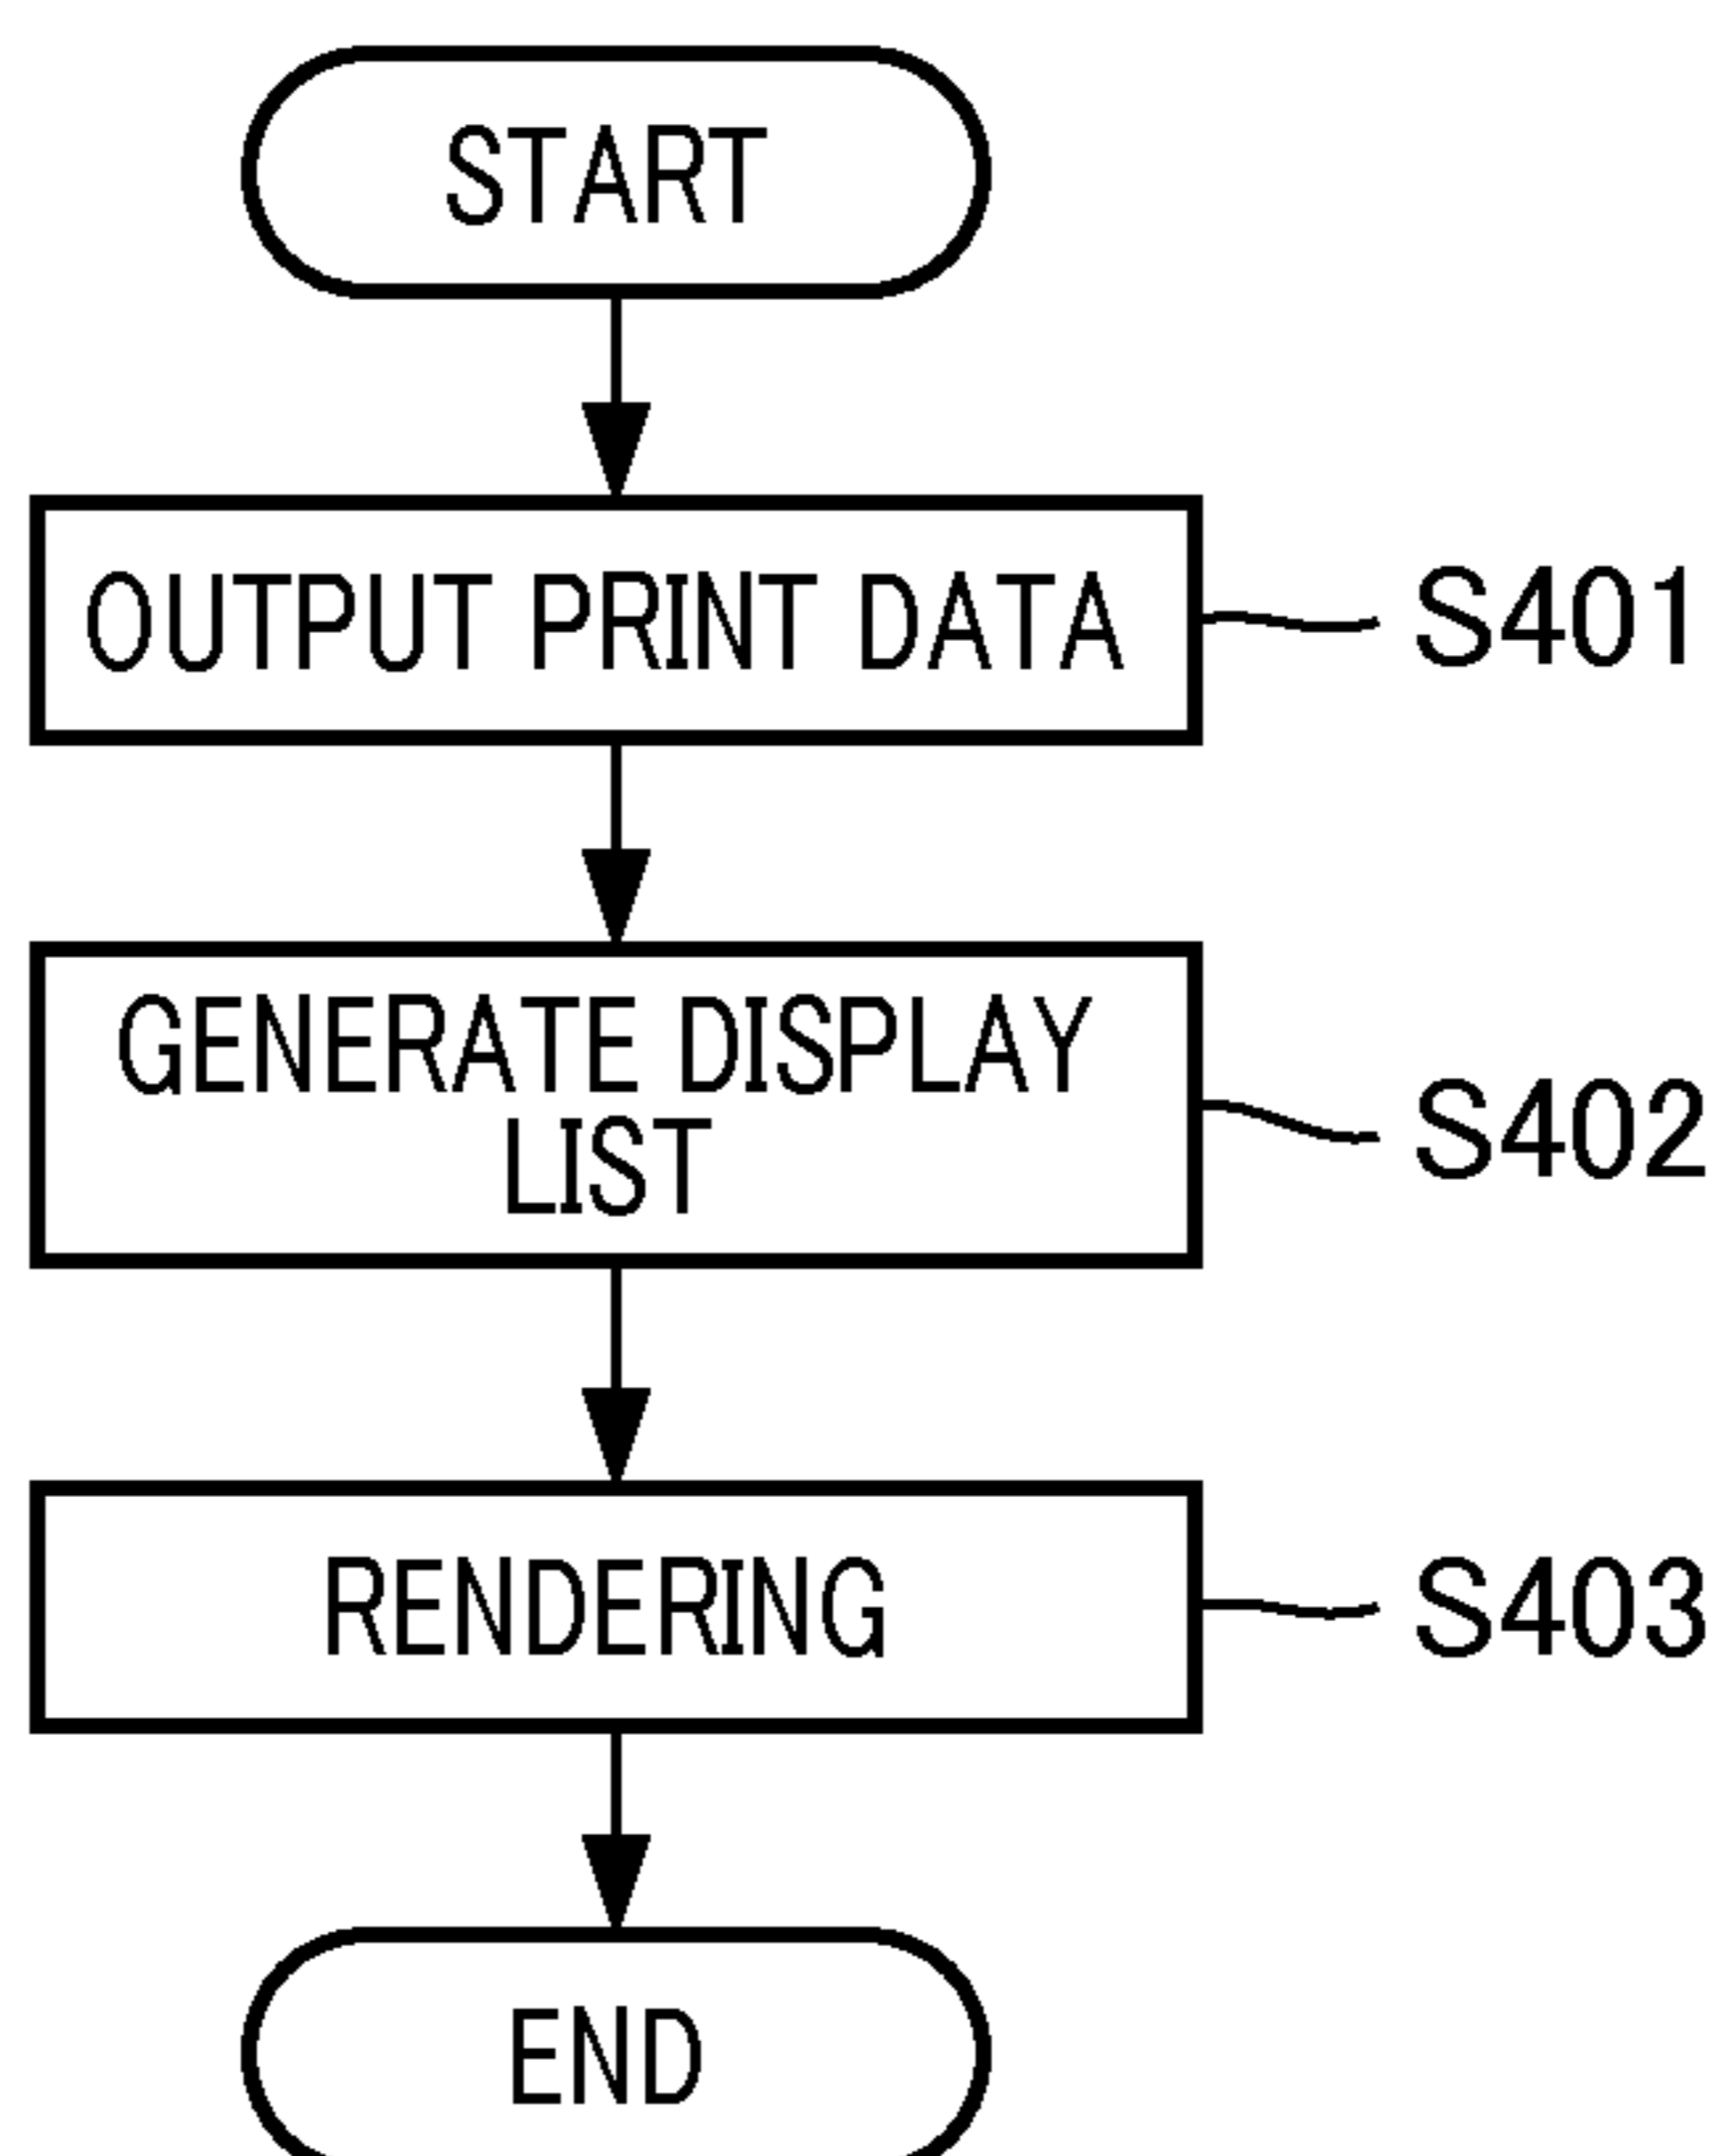 START
OUTPUT PRINT DATA
S401
GENERATE DISPLAY
LIST
S402
RENDERING
S403
END